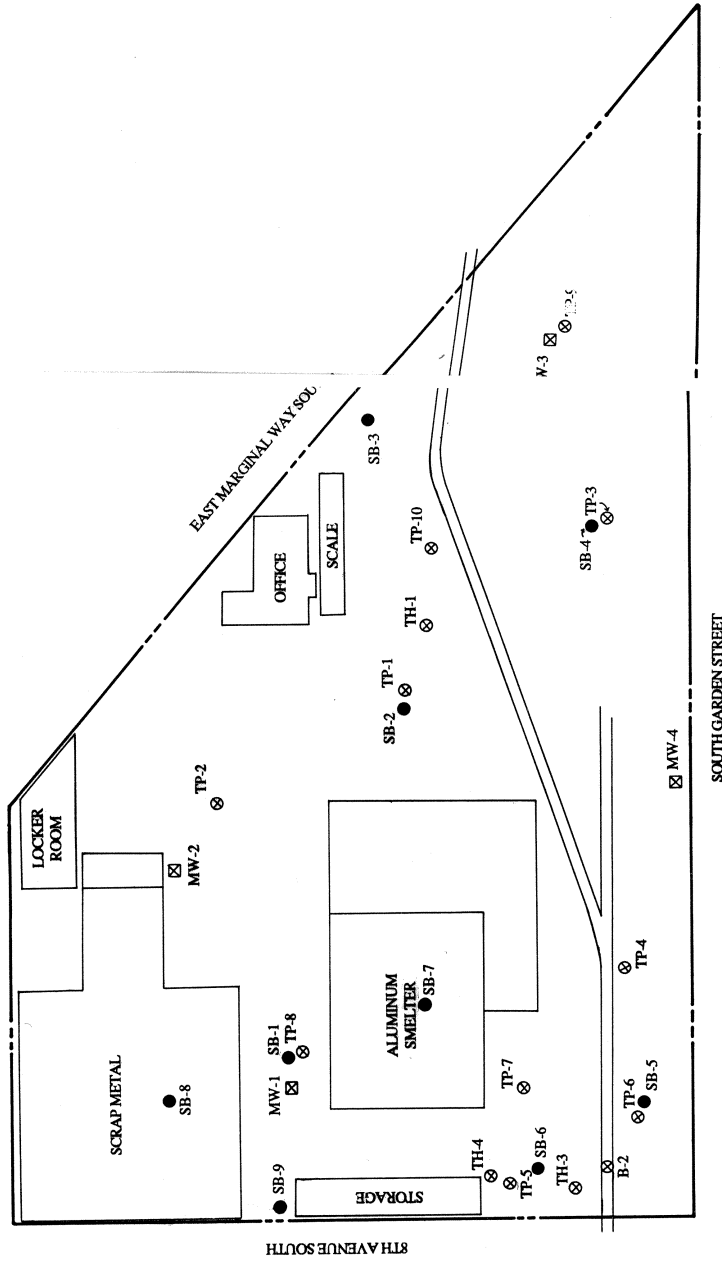 EAST MARGINAL WAY SOU
LOCKER
ROOM
SCRAP METAL
SB-8
MW-2
TP-2
OFFICE
SCALE
SB-3
TP-10
TH-1
TP-1
SB-2
SB-1
TP-8
MW-1
SB-9
STORAGE
ALUMINUM
SMELTER
SB-7
TP-7
TH-4
TP-5
SB-6
TH-3
B-2
TP-6
SB-5
TP-4
MW-4
SB-4
TP-3
W-3
TP-9
8TH AVENUE SOUTH
SOUTH GARDEN STREET